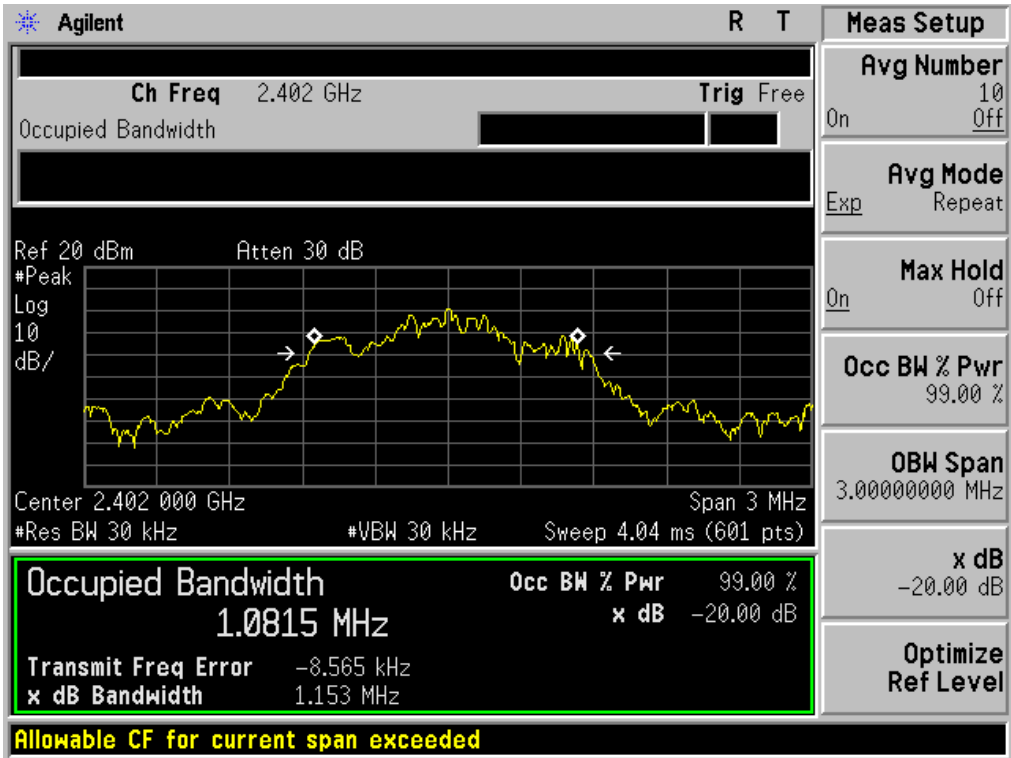 Agilent R T Meas Setup
Ch Freq 2.402 GHz Trig Free
Occupied Bandwidth
Ref 20 dBm Atten 30 dB
#Peak
Log
10
dB/
Center 2.402 000 GHz Span 3 MHz
#Res BW 30 kHz #VBW 30 kHz Sweep 4.04 ms (601 pts)
Occupied Bandwidth Occ BW % Pwr 99.00 %
1.0815 MHz x dB -20.00 dB
Transmit Freq Error -8.565 kHz
x dB Bandwidth 1.153 MHz
Allowable CF for current span exceeded
Avg Number
10
On Off
Avg Mode
Exp Repeat
Max Hold
On Off
Occ BW % Pwr
99.00 %
OBW Span
3.00000000 MHz
x dB
-20.00 dB
Optimize
Ref Level